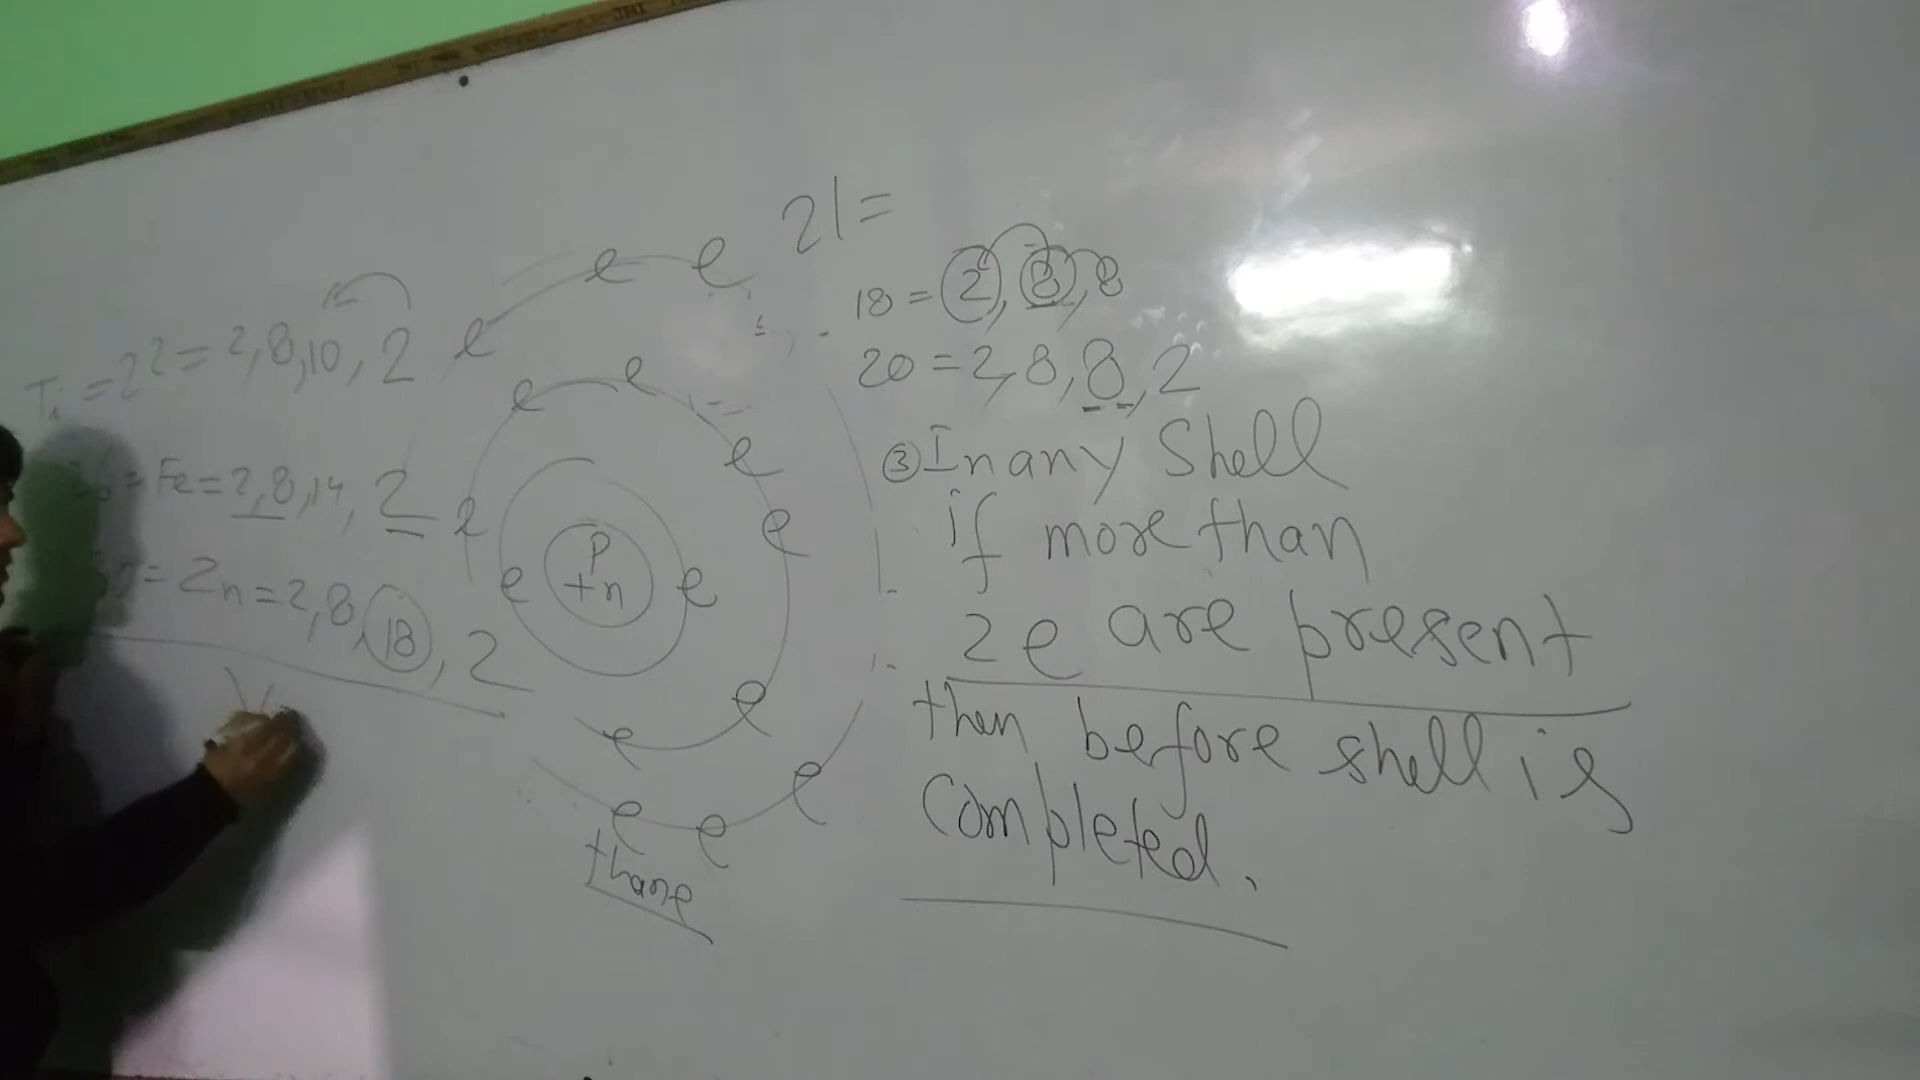 21=
18 = 2, 8, 8
20 = 2, 8, 8, 2
③ In any Shell
if more than
2e are present
then before shell is
completed.
Ti = 22 = 2, 8, 10, 2
= Fe = 2, 8, 14, 2
= Zn = 2, 8, 18, 2
e e e
e e e e e e e e
e e
P
+n
e e e